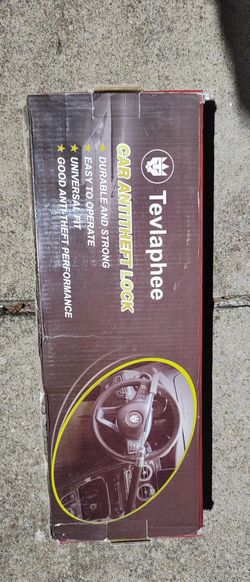 Tevlaphee
CAR ANTITHEFT LOCK
DURABLE AND STRONG
EASY TO OPERATE
UNIVERSAL FIT
GOOD ANTI-THEFT PERFORMANCE